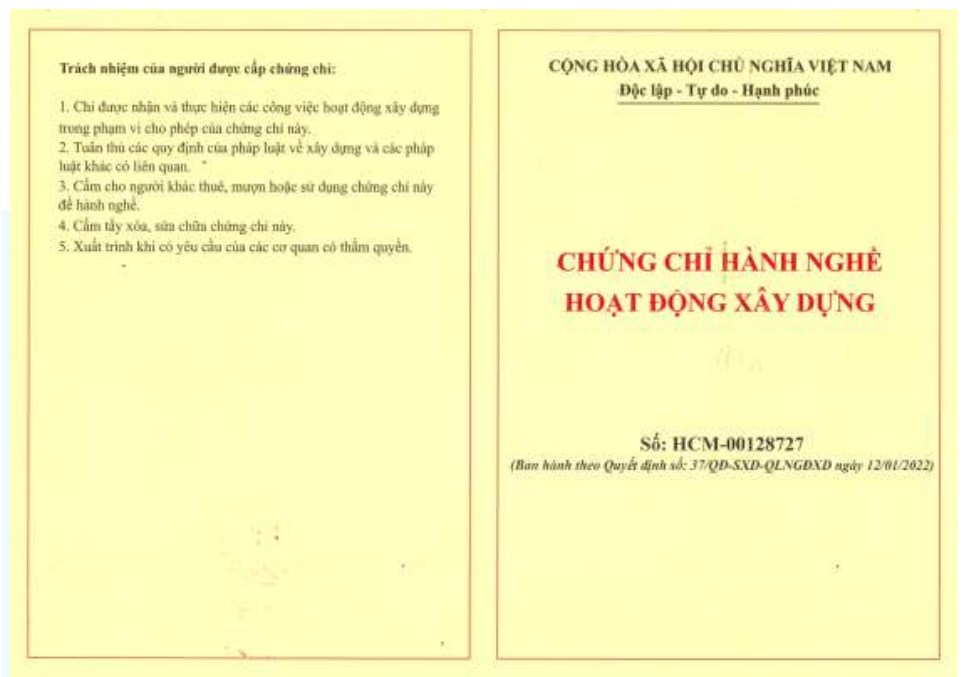 Trách nhiệm của người được cấp chứng chỉ:
1. Chỉ được nhận và thực hiện các công việc hoạt động xây dựng
trong phạm vi cho phép của chứng chỉ này.
2. Tuân thủ các quy định của pháp luật về xây dựng và các pháp
luật khác có liên quan.
3. Cấm cho người khác thuê, mượn hoặc sử dụng chứng chỉ này
để hành nghề.
4. Cấm tẩy xóa, sửa chữa chứng chỉ này.
5. Xuất trình khi có yêu cầu của các cơ quan có thẩm quyền.
CỘNG HÒA XÃ HỘI CHỦ NGHĨA VIỆT NAM
Độc lập - Tự do - Hạnh phúc
CHỨNG CHỈ HÀNH NGHỀ
HOẠT ĐỘNG XÂY DỰNG
Số: HCM-00128727
(Ban hành theo Quyết định số: 37/QĐ-SXD-QLNGĐXD ngày 12/01/2022)